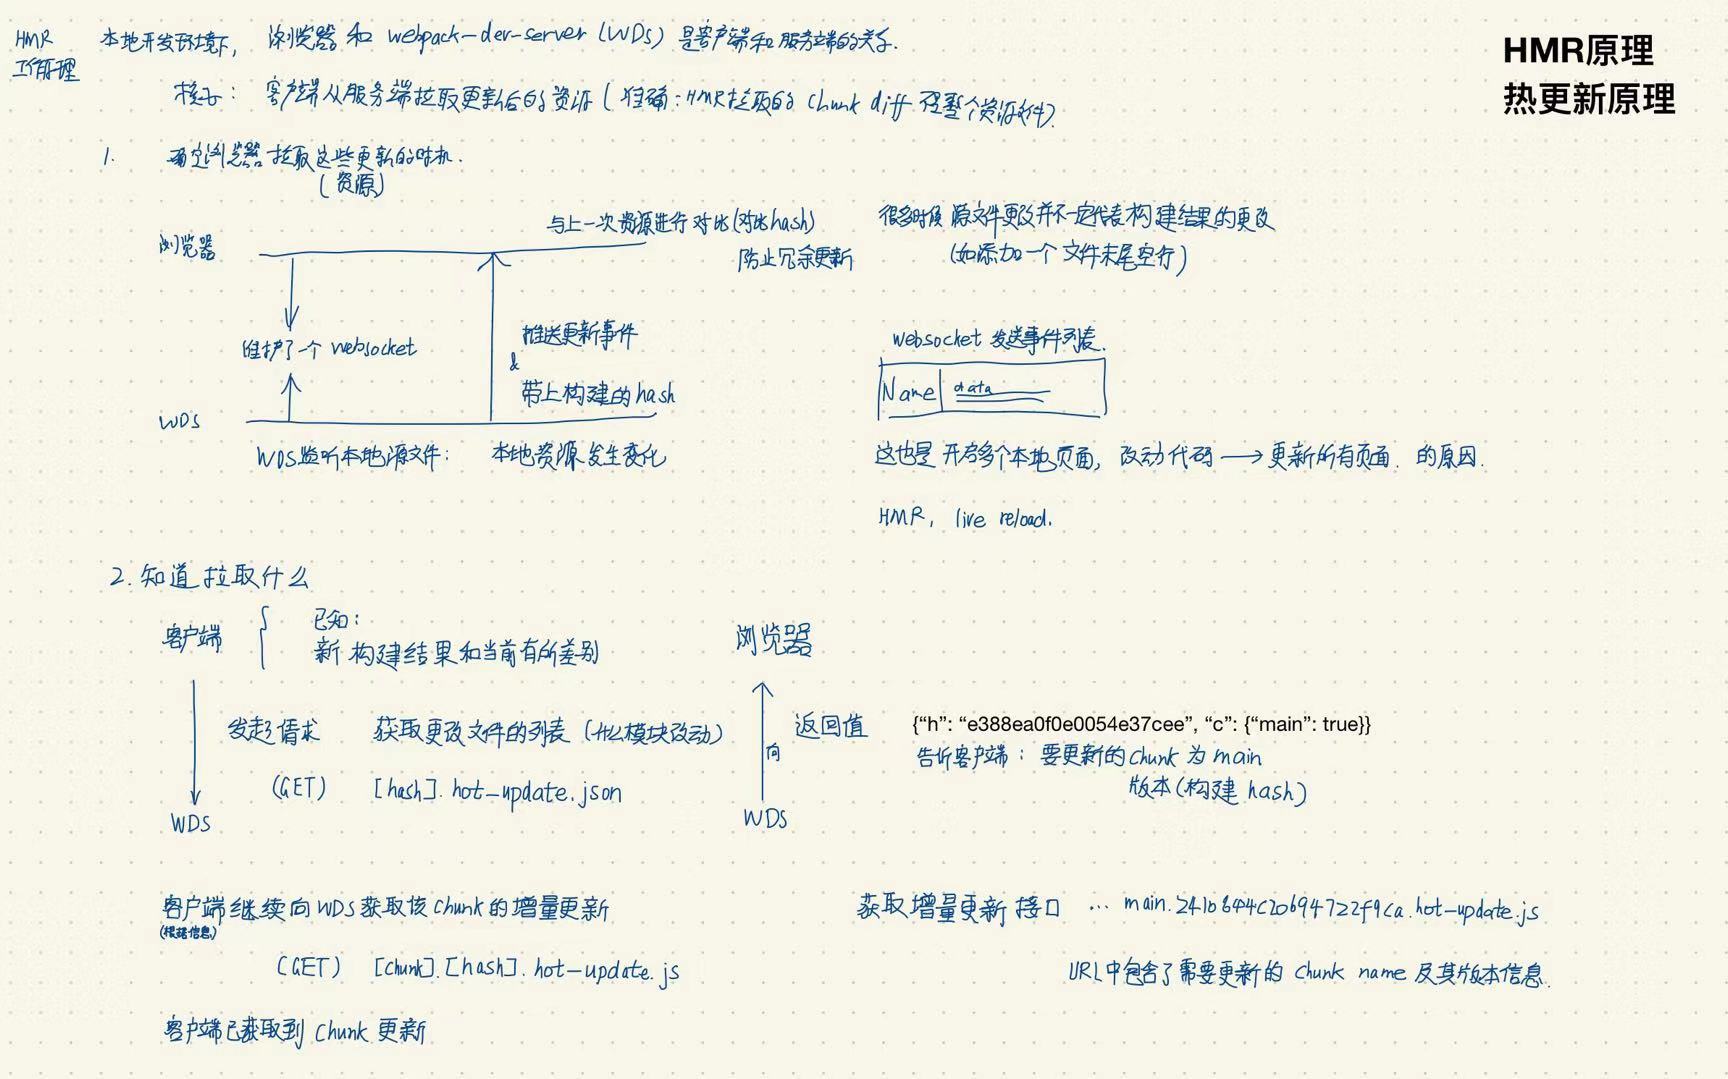 HMR原理
热更新原理
HMR
工作原理
本地开发环境下, 浏览器和 webpack-dev-server (WDS) 是客户端和服务端的关系.
核心: 客户端从服务端拉取更新后的资源 (准确: HMR拉取的 chunk diff 非整个资源文件)
1. 确定浏览器拉取这些更新的时机.
(资源)
浏览器
与上一次资源进行对比(对比hash)
防止冗余更新
很多时候 源文件更改并不一定代表构建结果的更改
(如添加一个文件末尾空行)
维护了一个 websocket
推送更新事件
&
带上构建的hash
websocket 发送事件列表.
Name data
WDS
WDS监听本地源文件: 本地资源发生变化
这也是 开启多个本地页面, 改动代码 → 更新所有页面. 的原因.
HMR, live reload.
2. 知道拉取什么
客户端
已知:
新构建结果和当前有所差别
浏览器
发起请求 获取更改文件的列表 (模块改动)
(GET) [hash].hot-update.json
WDS
向
返回值
WDS
{“h”: “e388ea0f0e0054e37cee”, “c”: {“main”: true}}
告诉客户端: 要更新的chunk 为 main
版本(构建 hash)
客户端继续向WDS获取该chunk的增量更新
(根据信息)
(GET) [chunk].[hash].hot-update.js
客户端已获取到 chunk 更新
获取增量更新接口 ... main.2410844c20694722f9ca.hot-update.js
URL中包含了需要更新的 chunk name 及其版本信息.